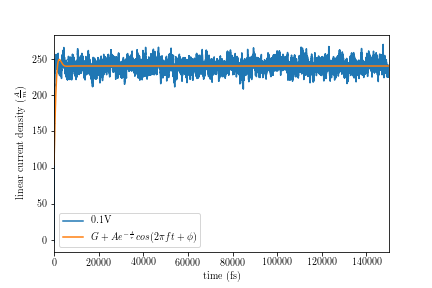 linear current density (A/m)
250
200
150
100
50
0
0 20000 40000 60000 80000 100000 120000 140000
time (fs)
0.1V
G + Ae^{-t/τ}cos(2πft + ϕ)